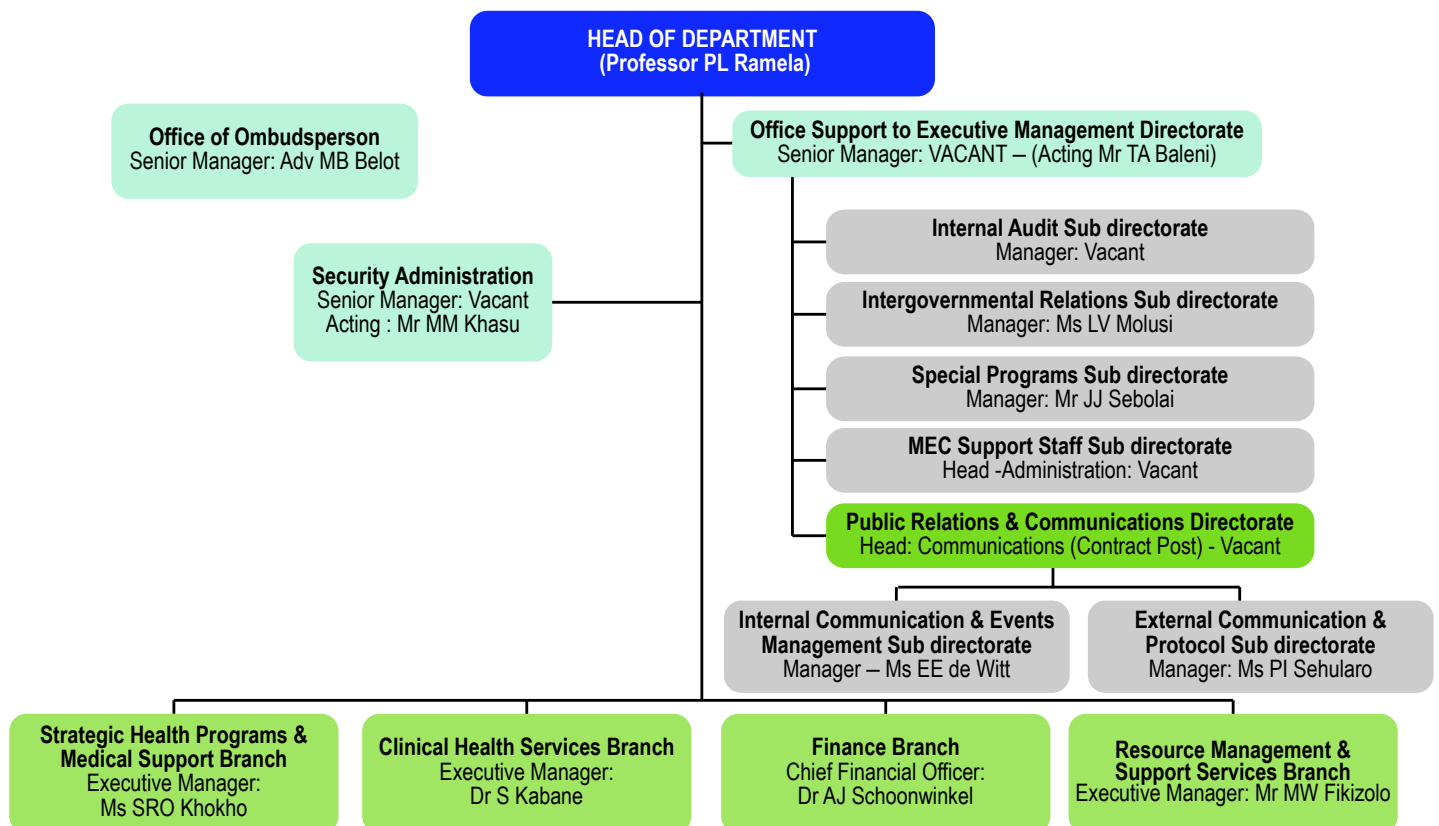 HEAD OF DEPARTMENT
(Professor PL Ramela)
Office of Ombudsperson
Senior Manager: Adv MB Belot
Office Support to Executive Management Directorate
Senior Manager: VACANT – (Acting Mr TA Baleni)
Internal Audit Sub directorate
Manager: Vacant
Security Administration
Senior Manager: Vacant
Acting : Mr MM Khasu
Intergovernmental Relations Sub directorate
Manager: Ms LV Molusi
Special Programs Sub directorate
Manager: Mr JJ Sebolai
MEC Support Staff Sub directorate
Head -Administration: Vacant
Public Relations & Communications Directorate
Head: Communications (Contract Post) - Vacant
Internal Communication & Events
Management Sub directorate
Manager – Ms EE de Witt
External Communication &
Protocol Sub directorate
Manager: Ms PI Sehularo
Strategic Health Programs &
Medical Support Branch
Executive Manager:
Ms SRO Khokho
Clinical Health Services Branch
Executive Manager:
Dr S Kabane
Finance Branch
Chief Financial Officer:
Dr AJ Schoonwinkel
Resource Management &
Support Services Branch
Executive Manager: Mr MW Fikizolo